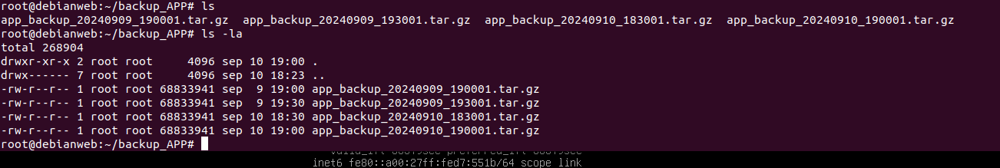 root@debianweb:~/backup_APP# ls
app_backup_20240909_190001.tar.gz  app_backup_20240909_193001.tar.gz  app_backup_20240910_183001.tar.gz  app_backup_20240910_190001.tar.gz
root@debianweb:~/backup_APP# ls -la
total 268904
drwxr-xr-x 2 root root     4096 sep 10 19:00 .
drwx------ 7 root root     4096 sep 10 18:23 ..
-rw-r--r-- 1 root root 68833941 sep  9 19:00 app_backup_20240909_190001.tar.gz
-rw-r--r-- 1 root root 68833941 sep  9 19:30 app_backup_20240909_193001.tar.gz
-rw-r--r-- 1 root root 68833941 sep 10 18:30 app_backup_20240910_183001.tar.gz
-rw-r--r-- 1 root root 68833941 sep 10 19:00 app_backup_20240910_190001.tar.gz
root@debianweb:~/backup_APP#
inet6 fe80::a00:27ff:fed7:551b/64 scope link